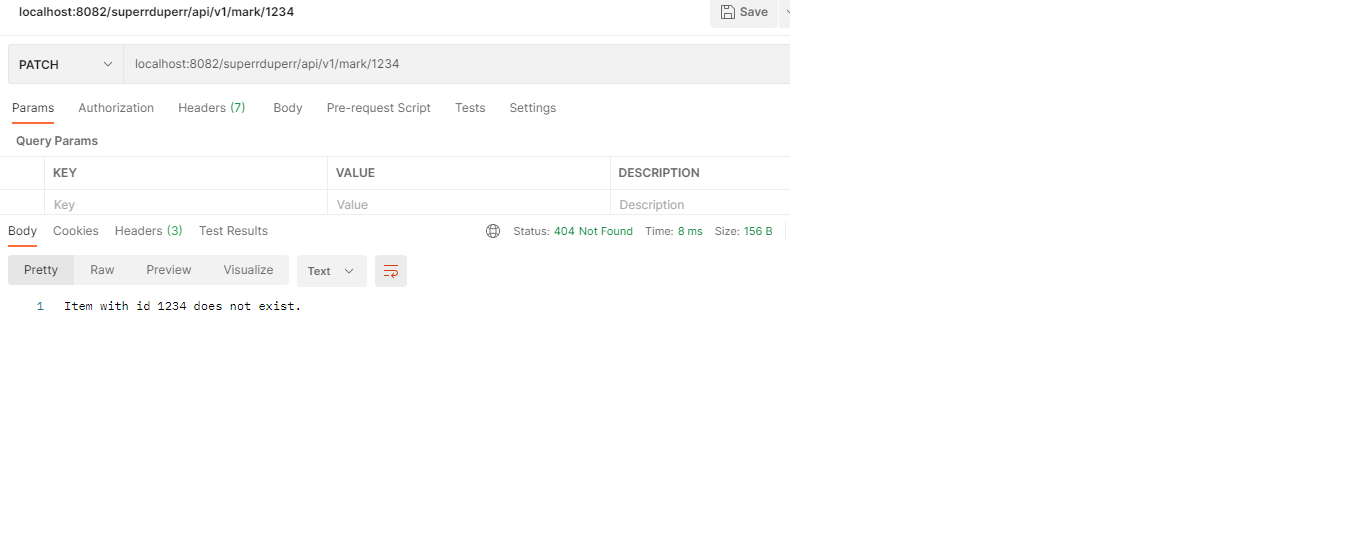 localhost:8082/superrduperr/api/v1/mark/1234
Save
PATCH localhost:8082/superrduperr/api/v1/mark/1234
Params Authorization Headers (7) Body Pre-request Script Tests Settings
Query Params
KEY VALUE DESCRIPTION
Key Value Description
Body Cookies Headers (3) Test Results Status: 404 Not Found Time: 8 ms Size: 156 B
Pretty Raw Preview Visualize Text
1 Item with id 1234 does not exist.